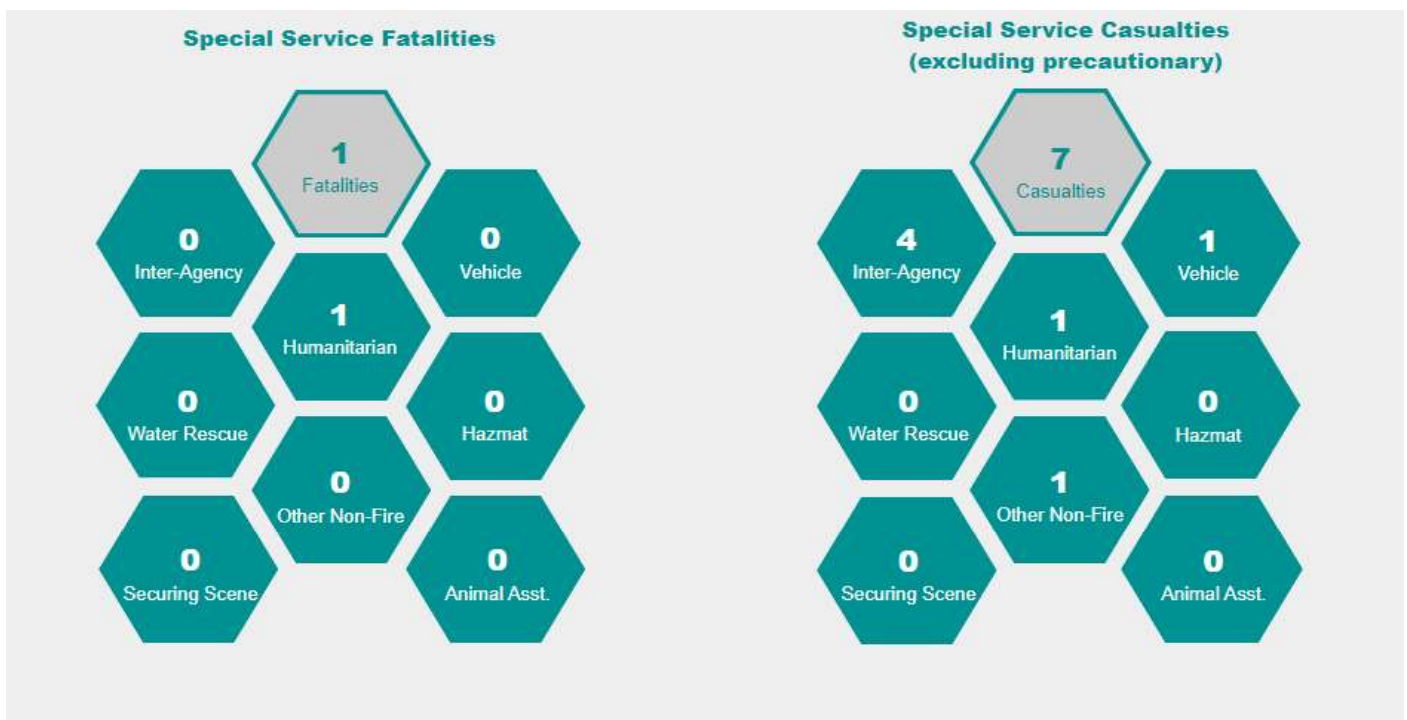 Special Service Fatalities
1
Fatalities
0
Inter-Agency
0
Vehicle
1
Humanitarian
0
Water Rescue
0
Hazmat
0
Other Non-Fire
0
Securing Scene
0
Animal Asst.
Special Service Casualties
(excluding precautionary)
7
Casualties
4
Inter-Agency
1
Vehicle
1
Humanitarian
0
Water Rescue
0
Hazmat
1
Other Non-Fire
0
Securing Scene
0
Animal Asst.